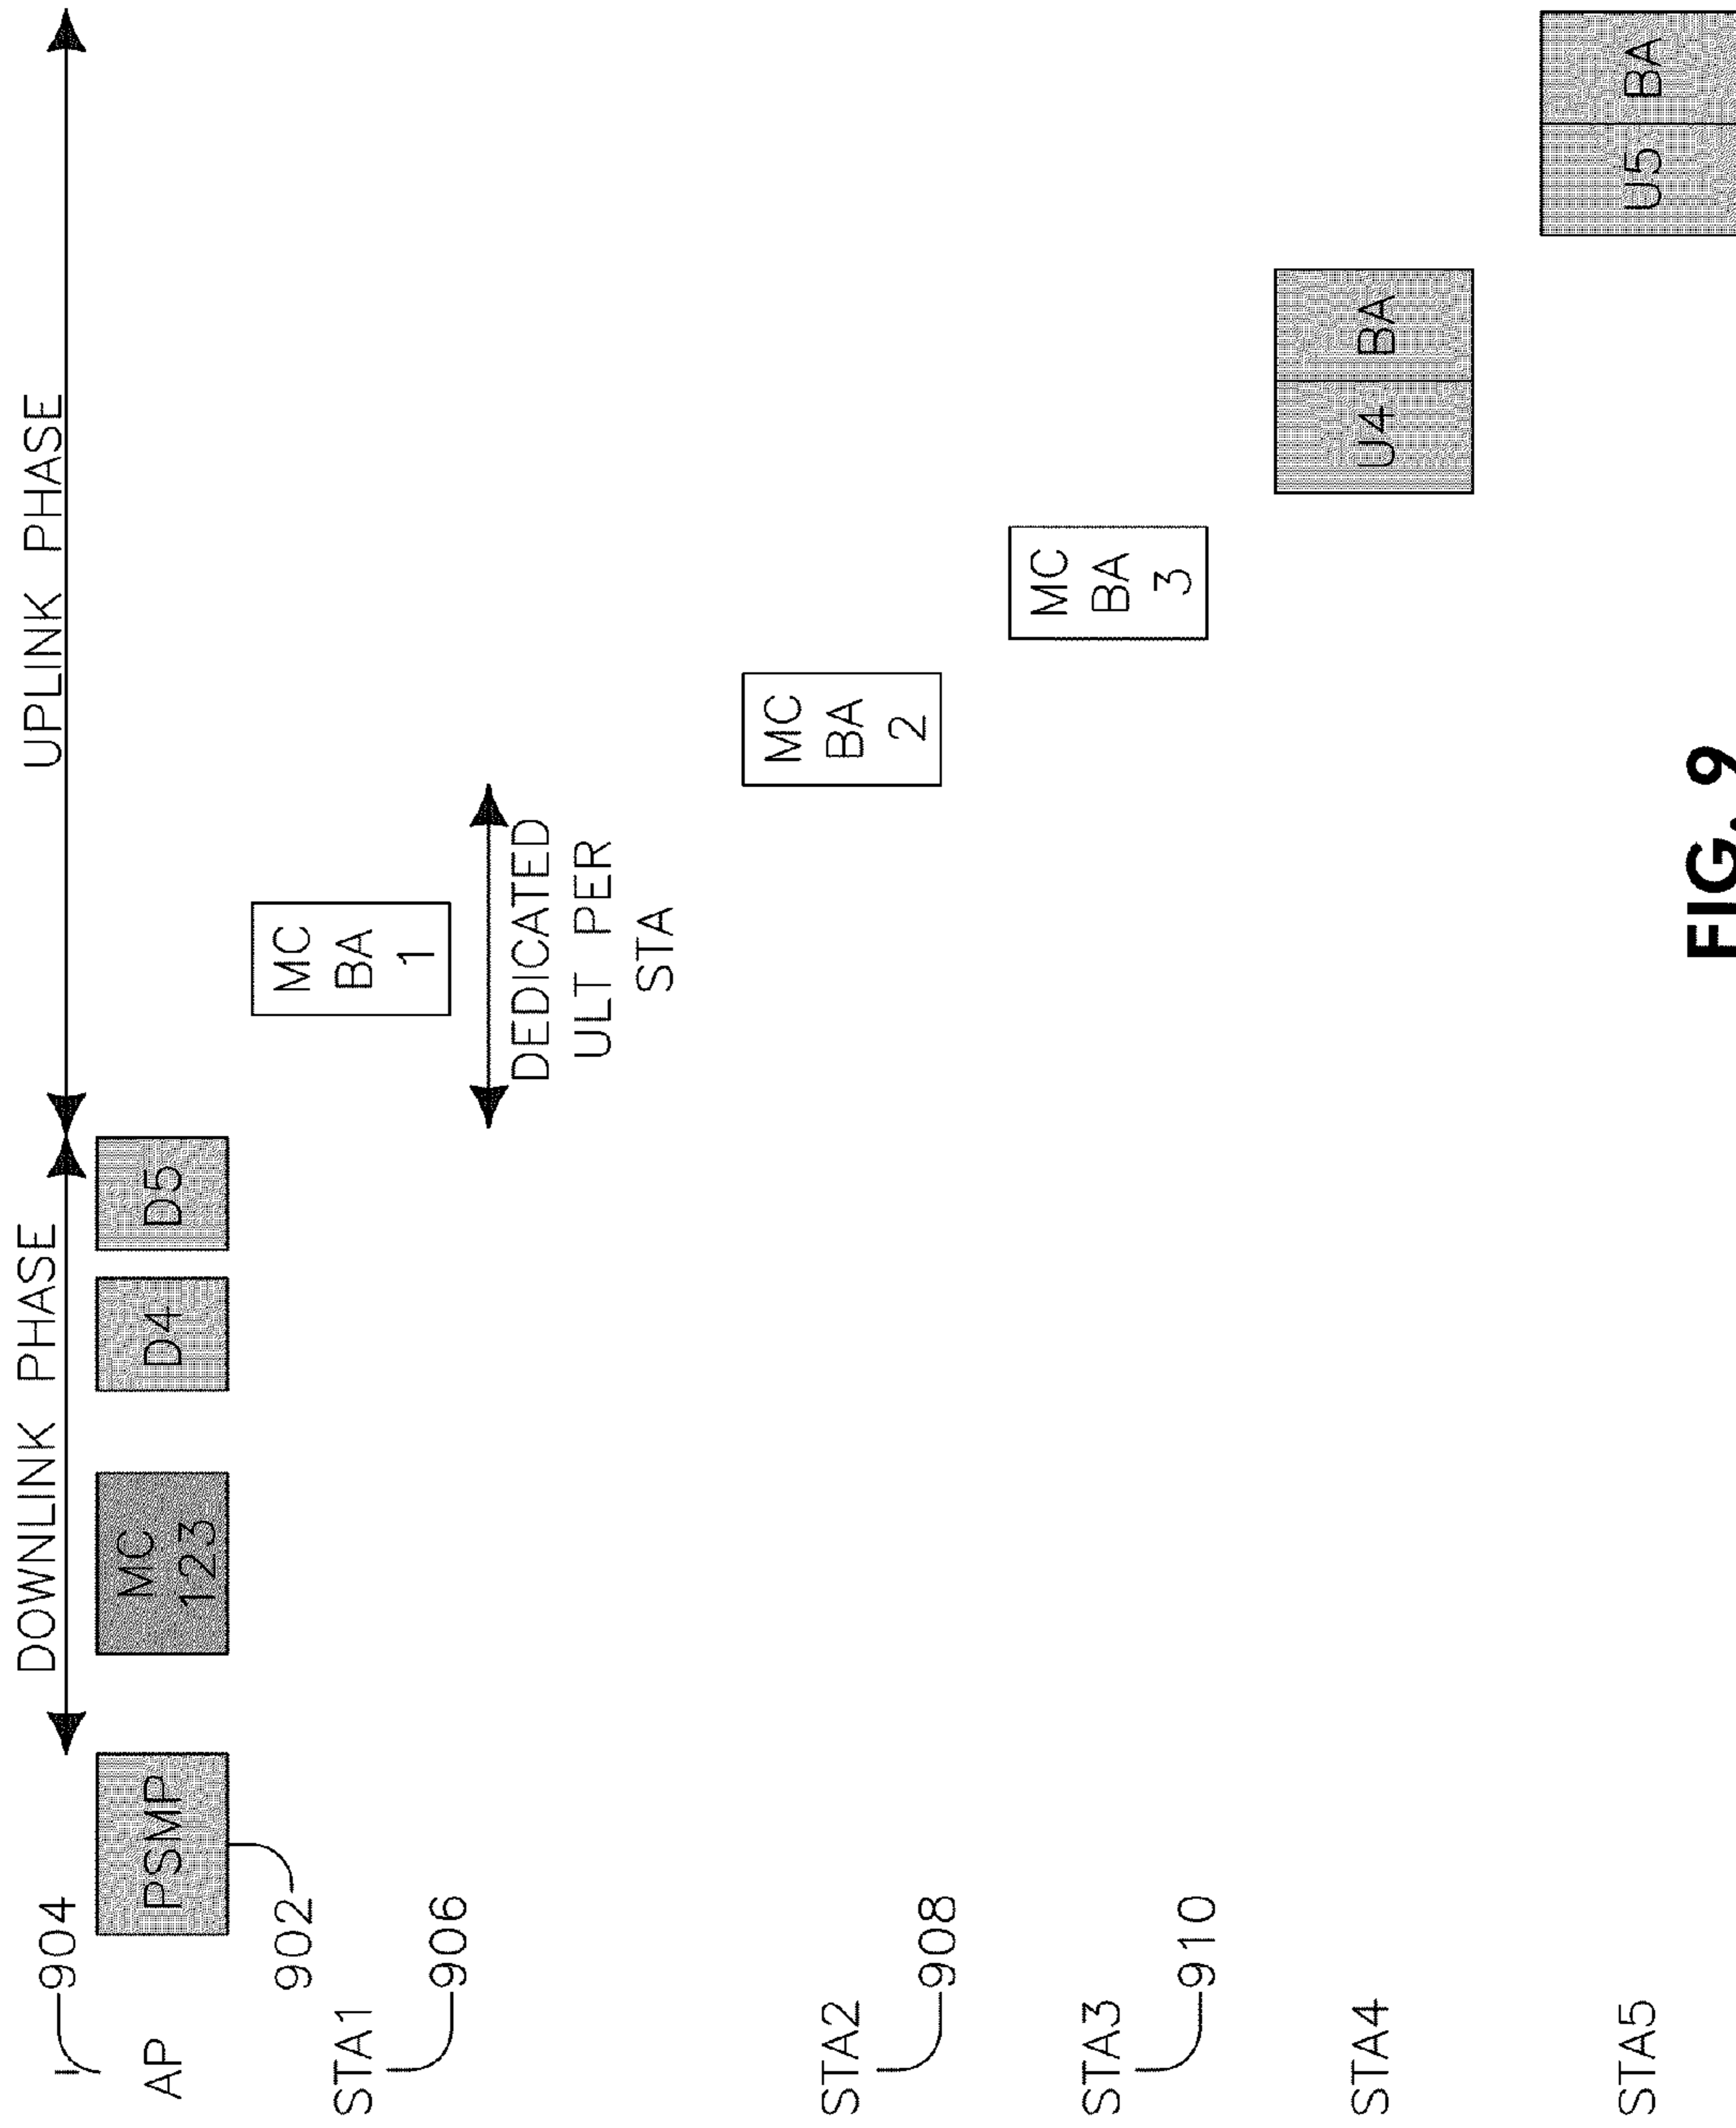 DOWNLINK PHASE
UPLINK PHASE
904
AP
PSMP
MC
123
D4
D5
902
STA1
906
MC
BA
1
DEDICATED
ULT PER
STA
STA2
908
MC
BA
2
STA3
910
MC
BA
3
STA4
U4 BA
STA5
U5 BA
FIG. 9